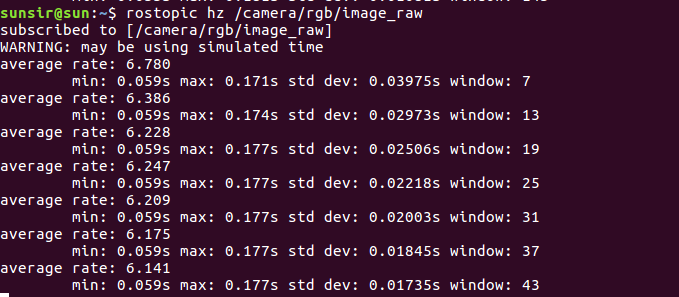 sunsir@sun:~$ rostopic hz /camera/rgb/image_raw
subscribed to [/camera/rgb/image_raw]
WARNING: may be using simulated time
average rate: 6.780
min: 0.059s max: 0.171s std dev: 0.03975s window: 7
average rate: 6.386
min: 0.059s max: 0.174s std dev: 0.02973s window: 13
average rate: 6.228
min: 0.059s max: 0.177s std dev: 0.02506s window: 19
average rate: 6.247
min: 0.059s max: 0.177s std dev: 0.02218s window: 25
average rate: 6.209
min: 0.059s max: 0.177s std dev: 0.02003s window: 31
average rate: 6.175
min: 0.059s max: 0.177s std dev: 0.01845s window: 37
average rate: 6.141
min: 0.059s max: 0.177s std dev: 0.01735s window: 43